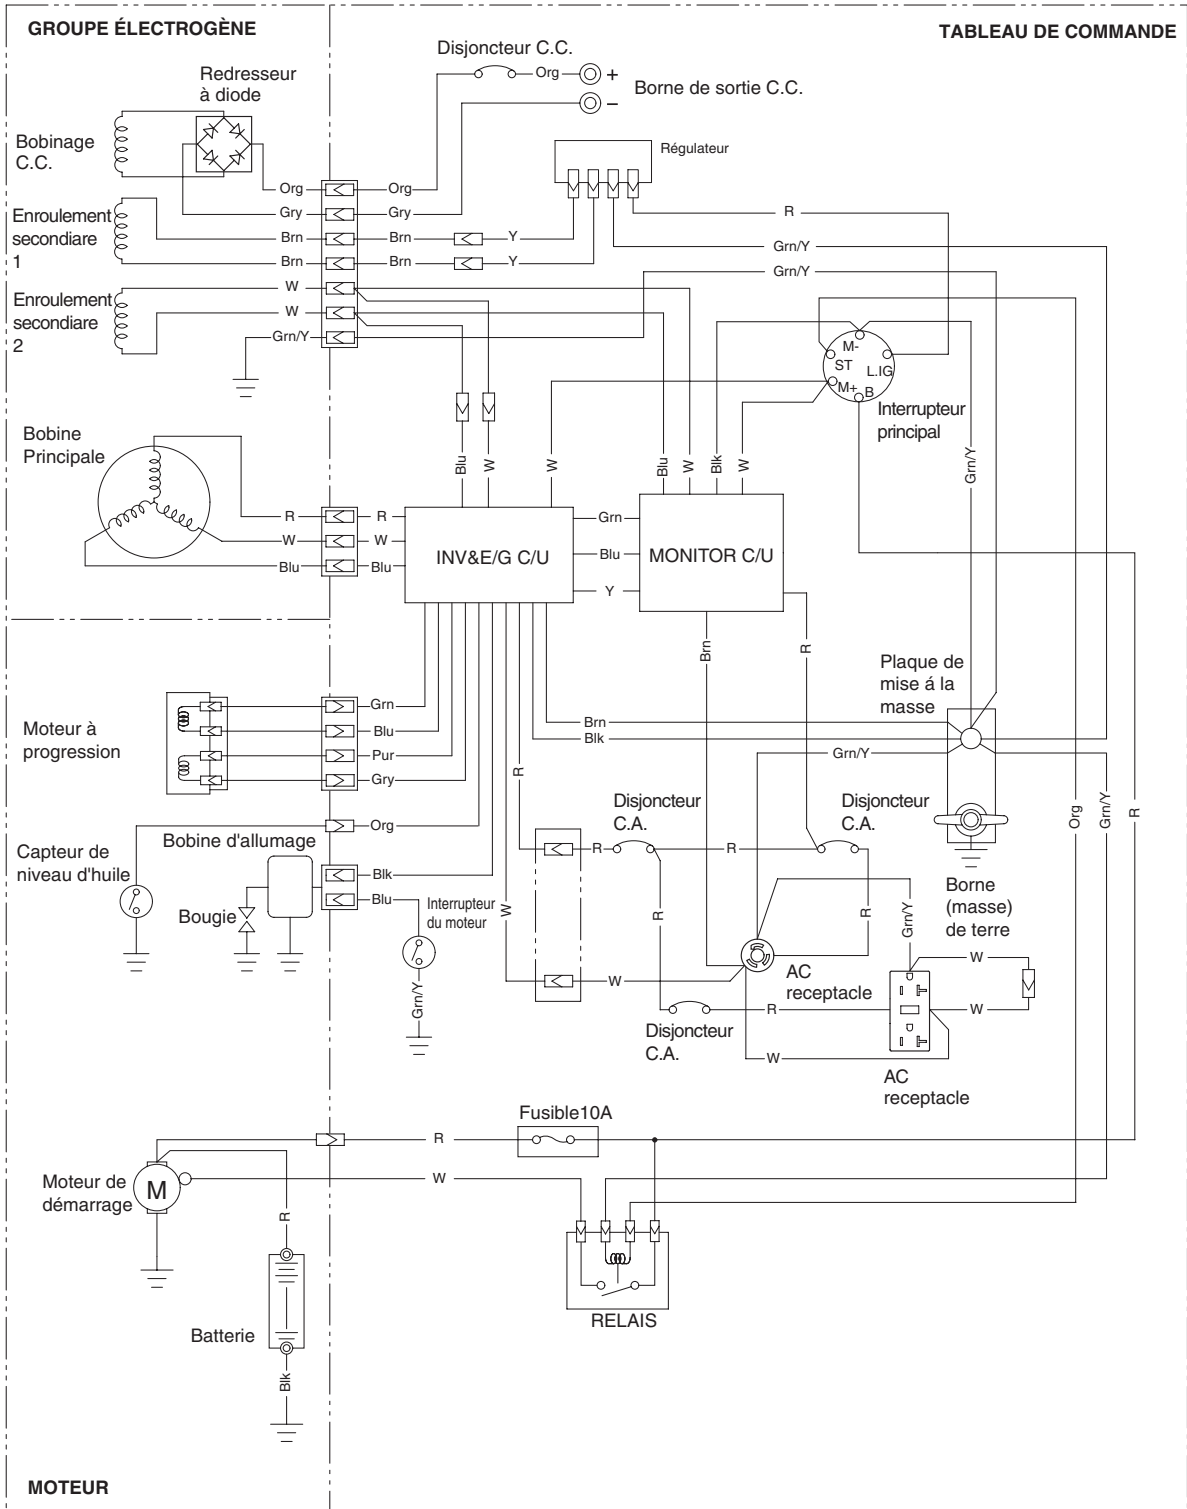 GROUPE ÉLECTROGÈNE
TABLEAU DE COMMANDE
Disjoncteur C.C.
Redresseur
à diode
Org
+
Borne de sortie C.C.
−
Bobinage
C.C.
Régulateur
Org
Org
Gry
Gry
R
Enroulement
secondiare
1
Brn
Brn
Y
Grn/Y
Brn
Brn
Y
Grn/Y
Enroulement
secondiare
2
W
W
Grn/Y
M-
ST
L.IG
M+
B
Interrupteur
principal
Bobine
Principale
Blu
W
W
Blu
W
Blk
W
Grn/Y
R
R
W
W
Blu
Blu
INV&E/G C/U
Grn
Blu
Y
MONITOR C/U
Brn
R
Plaque de
mise á la
masse
Moteur à
progression
Grn
Blu
Pur
Gry
Brn
Blk
Grn/Y
R
Org
Grn/Y
R
Disjoncteur
C.A.
Disjoncteur
C.A.
Org
Capteur de
niveau d'huile
Bobine d'allumage
R
R
Blk
Blu
Bougie
Interrupteur
du moteur
W
R
R
Grn/Y
Borne
(masse)
de terre
Grn/Y
W
AC
receptacle
W
W
R
Disjoncteur
C.A.
W
AC
receptacle
Fusible10A
R
Moteur de
démarrage
M
W
R
RELAIS
Batterie
Blk
MOTEUR